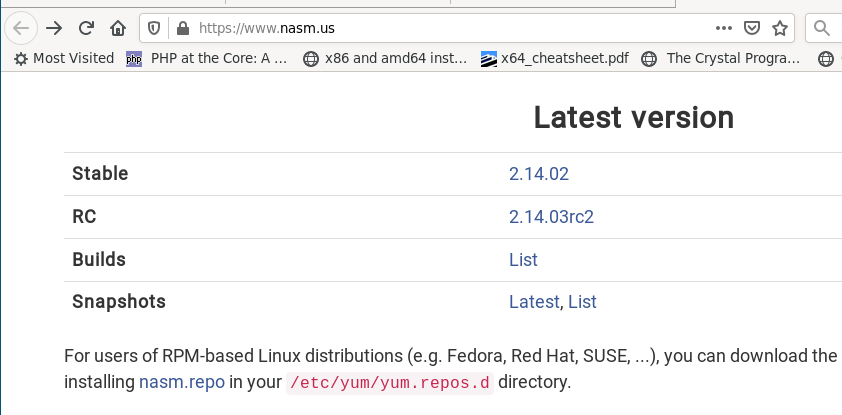 https://www.nasm.us
Most Visited php PHP at the Core: A ... x86 and amd64 inst... x64_cheatsheet.pdf The Crystal Progra...
Latest version
Stable 2.14.02
RC 2.14.03rc2
Builds List
Snapshots Latest, List
For users of RPM-based Linux distributions (e.g. Fedora, Red Hat, SUSE, ...), you can download the
installing nasm.repo in your /etc/yum/yum.repos.d directory.